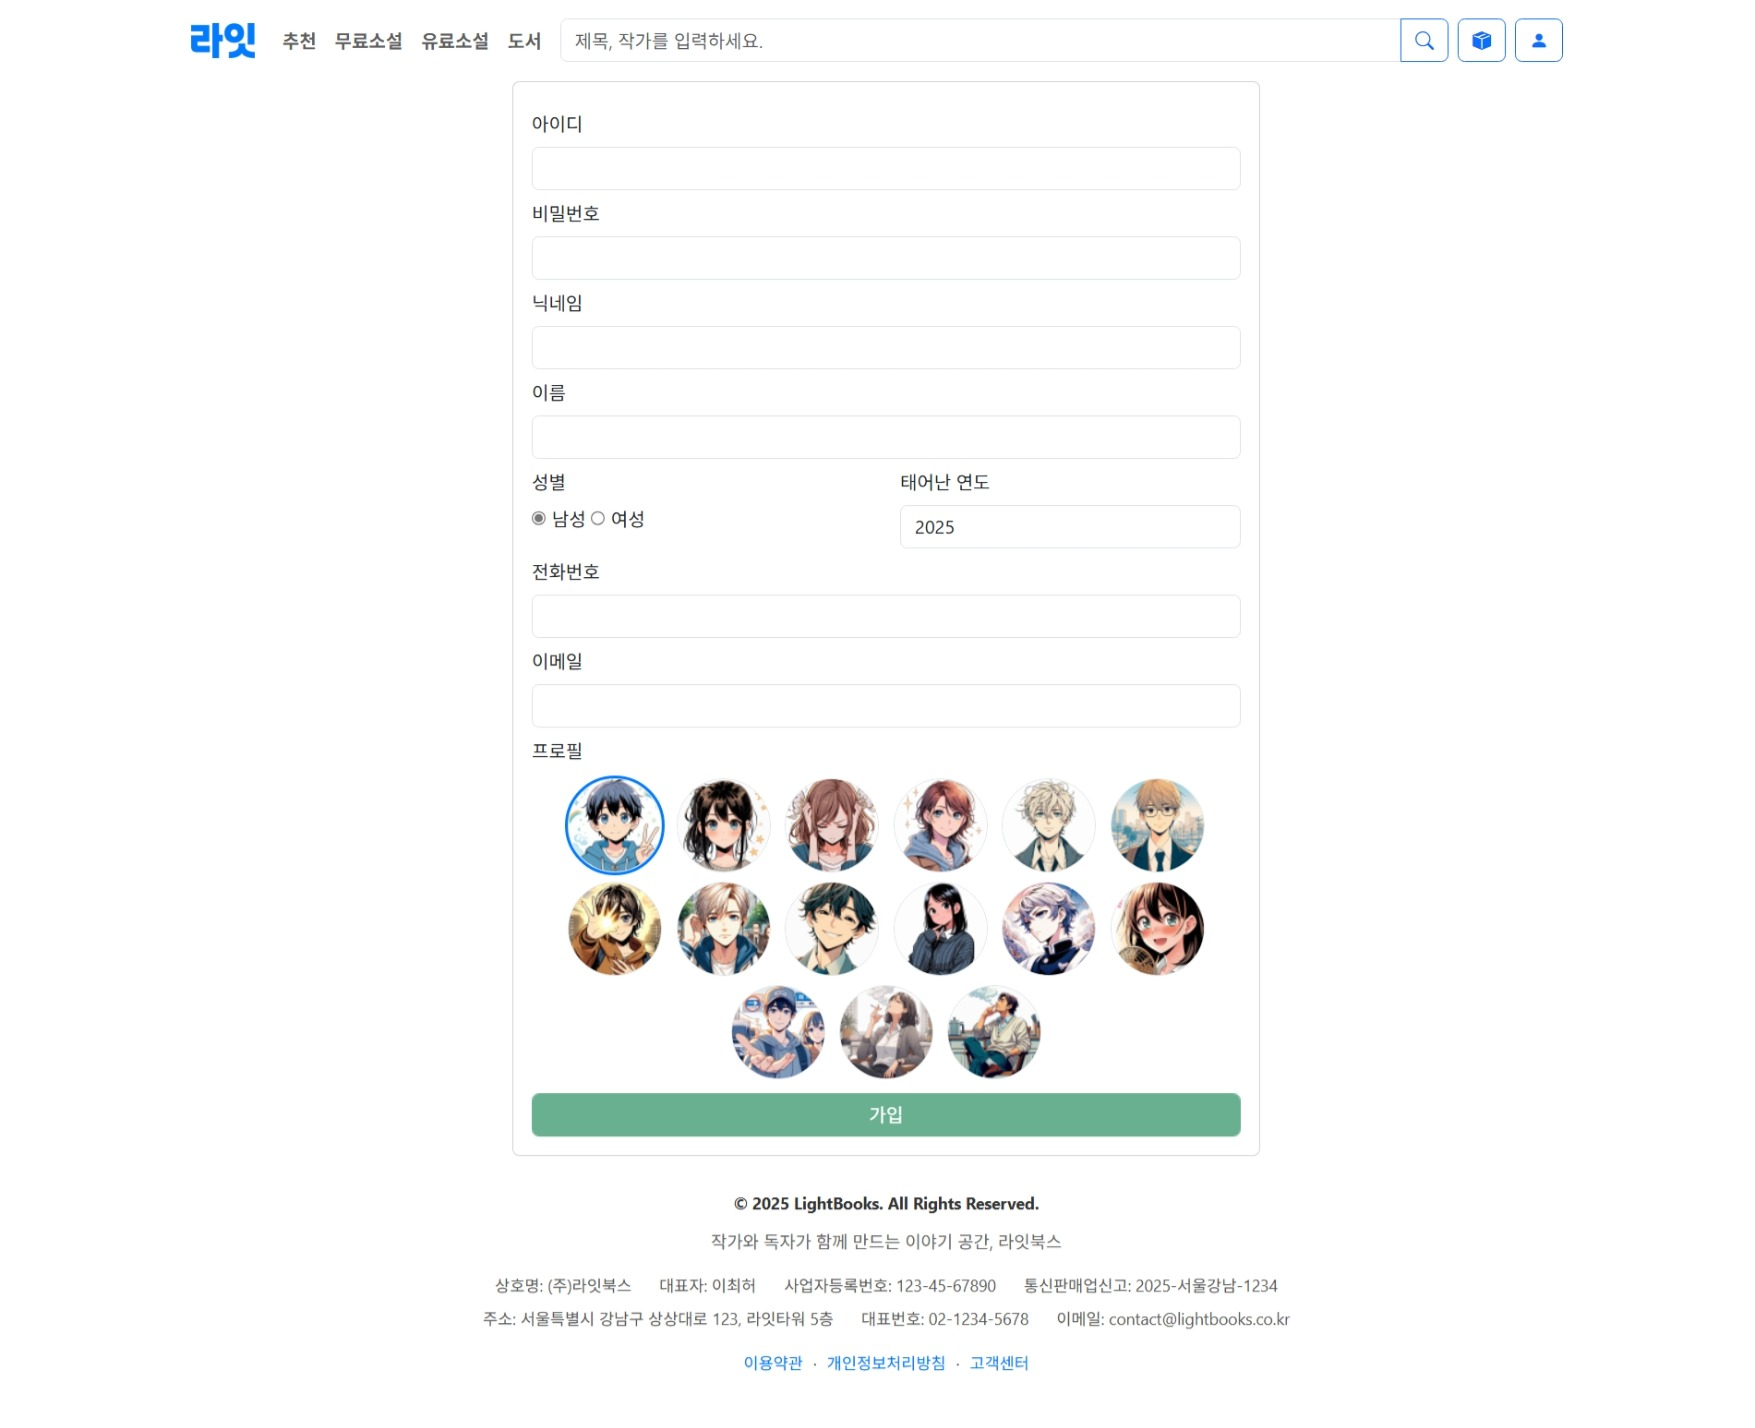 라잇 추천 무료소설 유료소설 도서 제목, 작가를 입력하세요.
아이디
비밀번호
닉네임
이름
성별 태어난 연도
남성 여성 2025
전화번호
이메일
프로필
가입
© 2025 LightBooks. All Rights Reserved.
작가와 독자가 함께 만드는 이야기 공간, 라잇북스
상호명: (주)라잇북스 대표자: 이최허 사업자등록번호: 123-45-67890 통신판매업신고: 2025-서울강남-1234
주소: 서울특별시 강남구 상상대로 123, 라잇타워 5층 대표번호: 02-1234-5678 이메일: contact@lightbooks.co.kr
이용약관 · 개인정보처리방침 · 고객센터